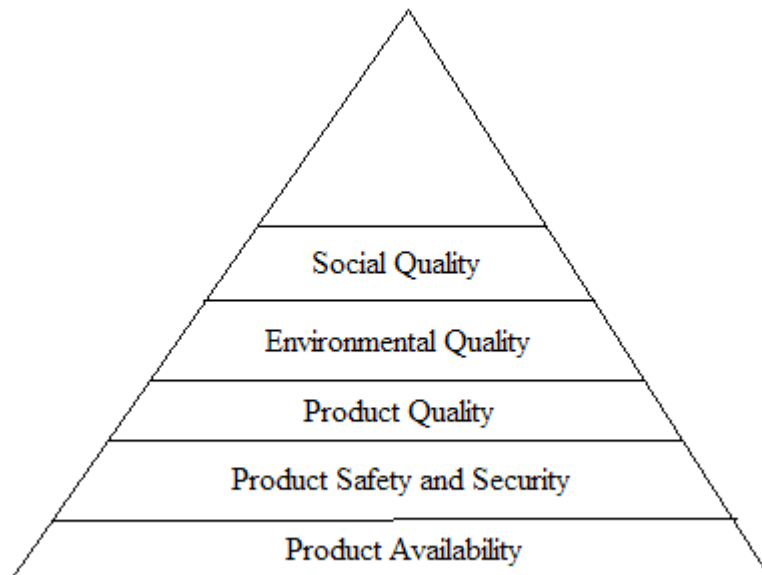 Social Quality
Environmental Quality
Product Quality
Product Safety and Security
Product Availability